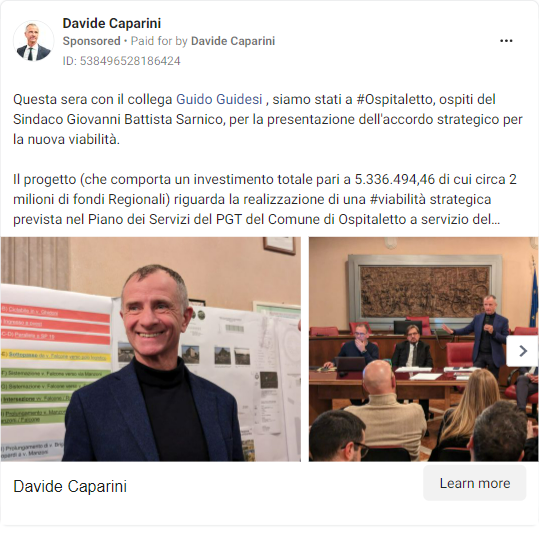 Davide Caparini
Sponsored • Paid for by Davide Caparini
ID: 538496528186424
Questa sera con il collega Guido Guidesi , siamo stati a #Ospitaletto, ospiti del
Sindaco Giovanni Battista Sarnico, per la presentazione dell'accordo strategico per
la nuova viabilità.
Il progetto (che comporta un investimento totale pari a 5.336.494,46 di cui circa 2
milioni di fondi Regionali) riguarda la realizzazione di una #viabilità strategica
prevista nel Piano dei Servizi del PGT del Comune di Ospitaletto a servizio del...
Davide Caparini
Learn more